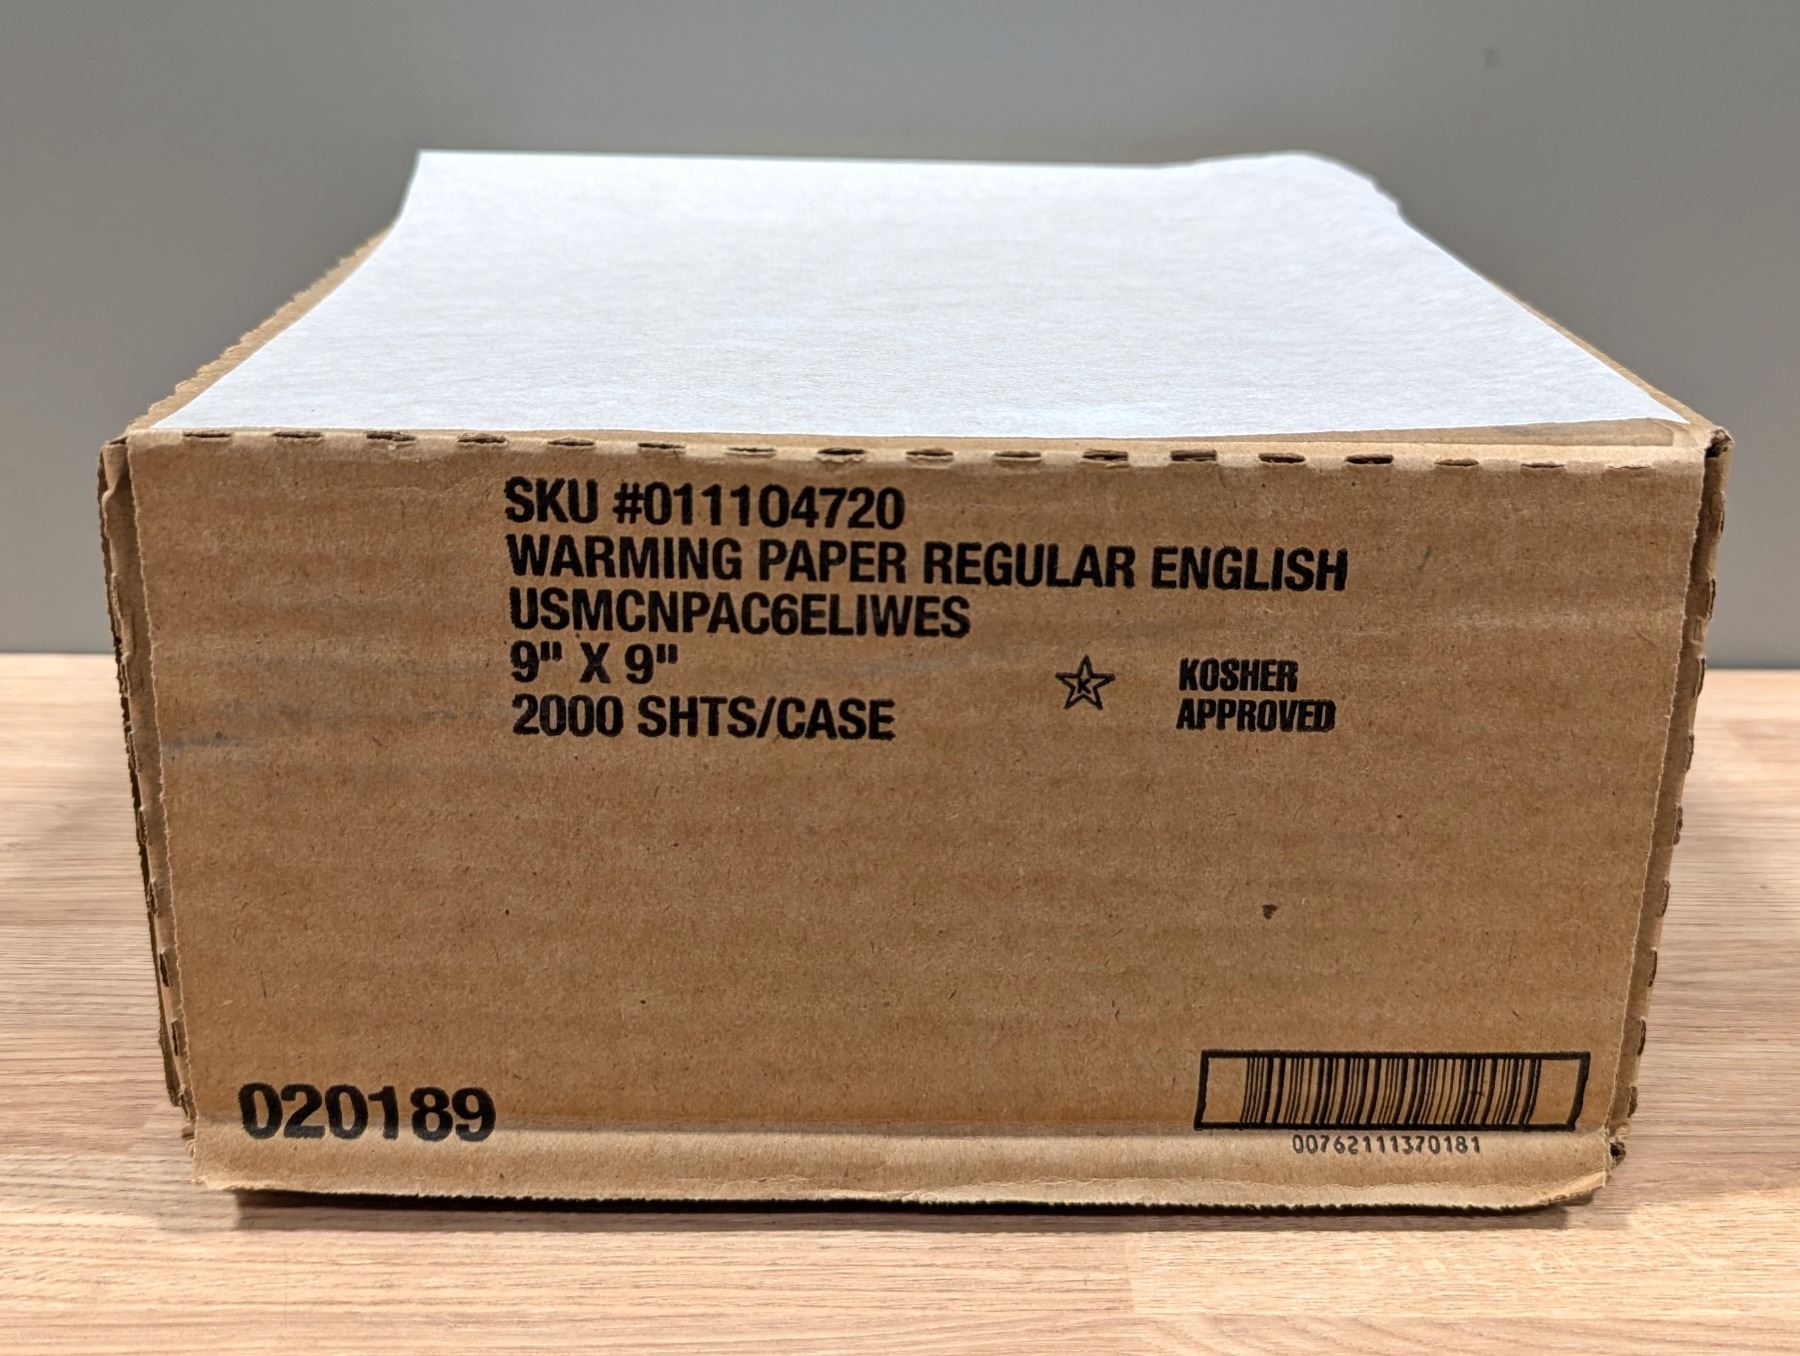 SKU #011104720
WARMING PAPER REGULAR ENGLISH
USMCNPAC6ELIWES
9" X 9"
2000 SHTS/CASE
K
KOSHER
APPROVED
020189
00762111370181